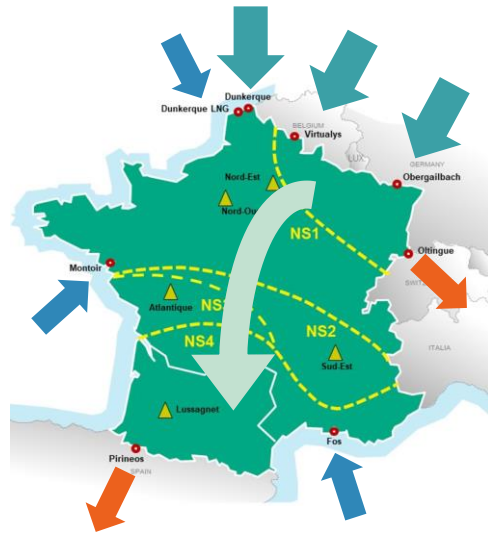 Dunkerque
Dunkerque LNG
BELGIUM
Virtualys
LUX
GERMANY
Obergailbach
Nord-Est
Nord-Ou
NS1
Oltingue
Montoir
SWIT
Atlantique
NS
NS2
NS4
ITALIA
Sud-Est
Lussagnet
Fos
Pirineos
SPAIN